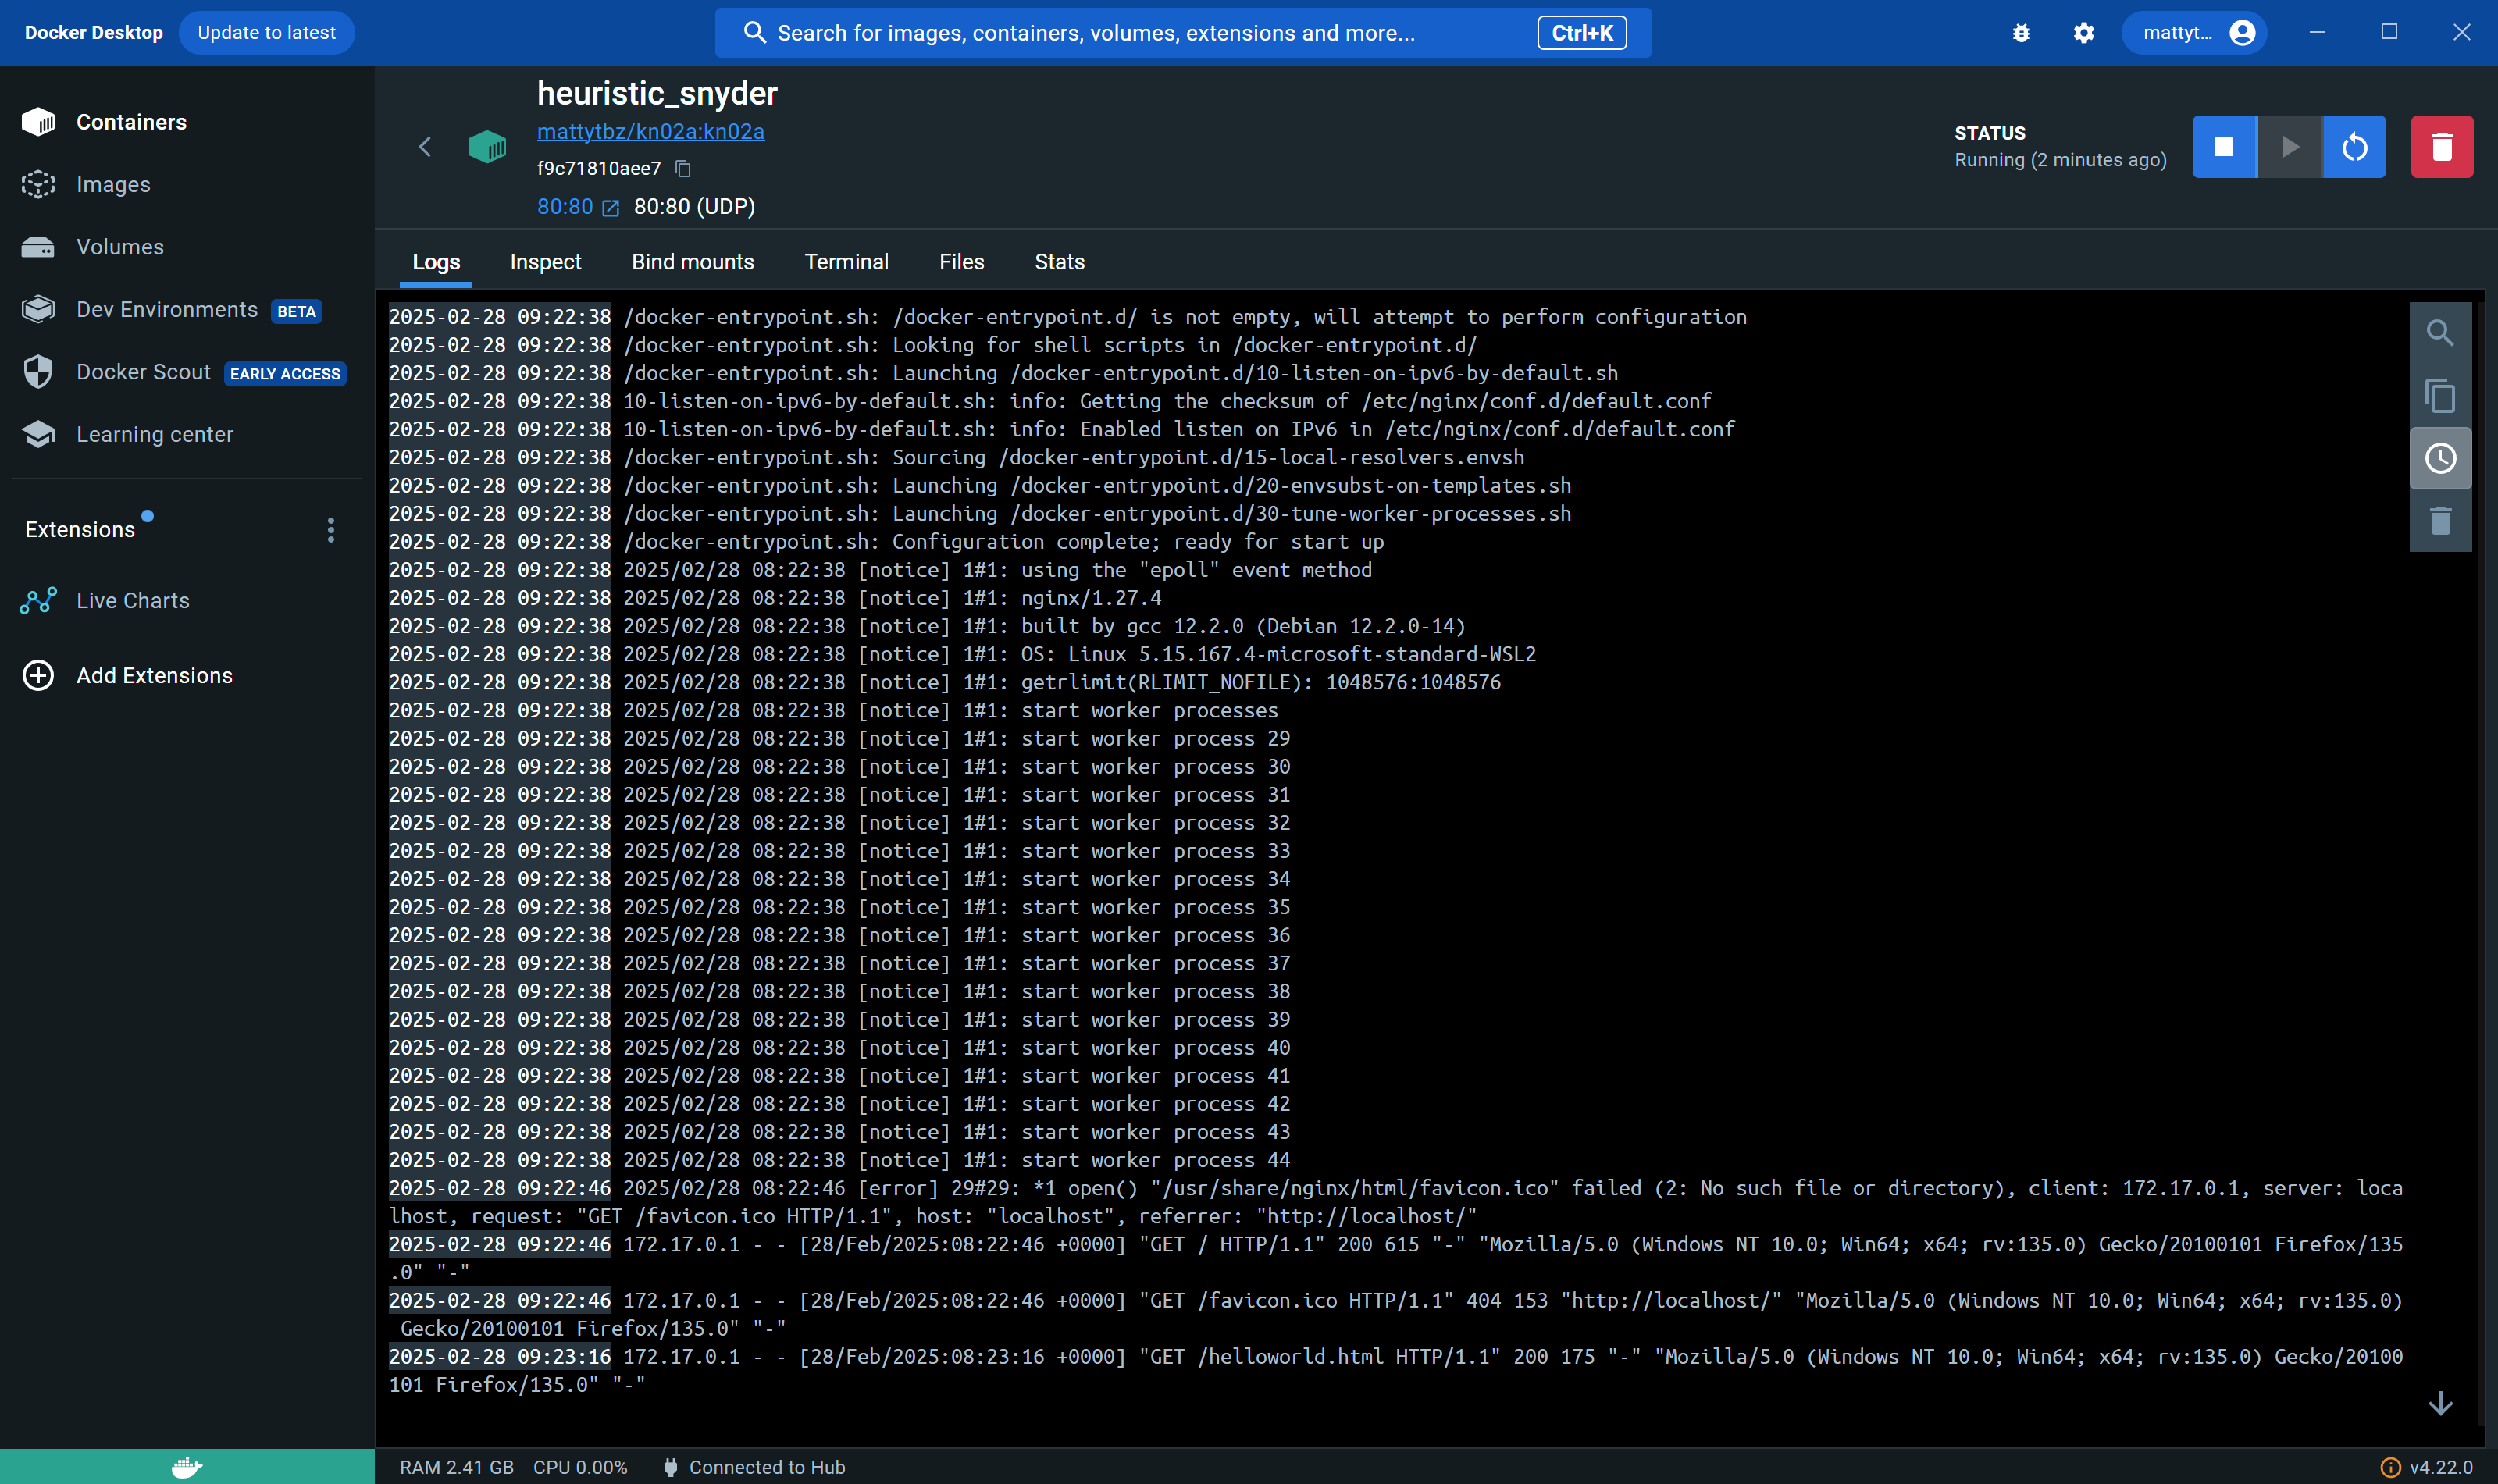 Docker Desktop
Update to latest
Search for images, containers, volumes, extensions and more...
Ctrl+K
mattyt...
Containers
Images
Volumes
Dev Environments BETA
Docker Scout EARLY ACCESS
Learning center
Extensions
Live Charts
Add Extensions
heuristic_snyder
mattytbz/kn02a:kn02a
f9c71810aee7
80:80 80:80 (UDP)
STATUS
Running (2 minutes ago)
Logs Inspect Bind mounts Terminal Files Stats
2025-02-28 09:22:38 /docker-entrypoint.sh: /docker-entrypoint.d/ is not empty, will attempt to perform configuration
2025-02-28 09:22:38 /docker-entrypoint.sh: Looking for shell scripts in /docker-entrypoint.d/
2025-02-28 09:22:38 /docker-entrypoint.sh: Launching /docker-entrypoint.d/10-listen-on-ipv6-by-default.sh
2025-02-28 09:22:38 10-listen-on-ipv6-by-default.sh: info: Getting the checksum of /etc/nginx/conf.d/default.conf
2025-02-28 09:22:38 10-listen-on-ipv6-by-default.sh: info: Enabled listen on IPv6 in /etc/nginx/conf.d/default.conf
2025-02-28 09:22:38 /docker-entrypoint.sh: Sourcing /docker-entrypoint.d/15-local-resolvers.envsh
2025-02-28 09:22:38 /docker-entrypoint.sh: Launching /docker-entrypoint.d/20-envsubst-on-templates.sh
2025-02-28 09:22:38 /docker-entrypoint.sh: Launching /docker-entrypoint.d/30-tune-worker-processes.sh
2025-02-28 09:22:38 /docker-entrypoint.sh: Configuration complete; ready for start up
2025-02-28 09:22:38 2025/02/28 08:22:38 [notice] 1#1: using the "epoll" event method
2025-02-28 09:22:38 2025/02/28 08:22:38 [notice] 1#1: nginx/1.27.4
2025-02-28 09:22:38 2025/02/28 08:22:38 [notice] 1#1: built by gcc 12.2.0 (Debian 12.2.0-14)
2025-02-28 09:22:38 2025/02/28 08:22:38 [notice] 1#1: OS: Linux 5.15.167.4-microsoft-standard-WSL2
2025-02-28 09:22:38 2025/02/28 08:22:38 [notice] 1#1: getrlimit(RLIMIT_NOFILE): 1048576:1048576
2025-02-28 09:22:38 2025/02/28 08:22:38 [notice] 1#1: start worker processes
2025-02-28 09:22:38 2025/02/28 08:22:38 [notice] 1#1: start worker process 29
2025-02-28 09:22:38 2025/02/28 08:22:38 [notice] 1#1: start worker process 30
2025-02-28 09:22:38 2025/02/28 08:22:38 [notice] 1#1: start worker process 31
2025-02-28 09:22:38 2025/02/28 08:22:38 [notice] 1#1: start worker process 32
2025-02-28 09:22:38 2025/02/28 08:22:38 [notice] 1#1: start worker process 33
2025-02-28 09:22:38 2025/02/28 08:22:38 [notice] 1#1: start worker process 34
2025-02-28 09:22:38 2025/02/28 08:22:38 [notice] 1#1: start worker process 35
2025-02-28 09:22:38 2025/02/28 08:22:38 [notice] 1#1: start worker process 36
2025-02-28 09:22:38 2025/02/28 08:22:38 [notice] 1#1: start worker process 37
2025-02-28 09:22:38 2025/02/28 08:22:38 [notice] 1#1: start worker process 38
2025-02-28 09:22:38 2025/02/28 08:22:38 [notice] 1#1: start worker process 39
2025-02-28 09:22:38 2025/02/28 08:22:38 [notice] 1#1: start worker process 40
2025-02-28 09:22:38 2025/02/28 08:22:38 [notice] 1#1: start worker process 41
2025-02-28 09:22:38 2025/02/28 08:22:38 [notice] 1#1: start worker process 42
2025-02-28 09:22:38 2025/02/28 08:22:38 [notice] 1#1: start worker process 43
2025-02-28 09:22:38 2025/02/28 08:22:38 [notice] 1#1: start worker process 44
2025-02-28 09:22:46 2025/02/28 08:22:46 [error] 29#29: *1 open() "/usr/share/nginx/html/favicon.ico" failed (2: No such file or directory), client: 172.17.0.1, server: loca
lhost, request: "GET /favicon.ico HTTP/1.1", host: "localhost", referrer: "http://localhost/"
2025-02-28 09:22:46 172.17.0.1 - - [28/Feb/2025:08:22:46 +0000] "GET / HTTP/1.1" 200 615 "-" "Mozilla/5.0 (Windows NT 10.0; Win64; x64; rv:135.0) Gecko/20100101 Firefox/135
.0" "-"
2025-02-28 09:22:46 172.17.0.1 - - [28/Feb/2025:08:22:46 +0000] "GET /favicon.ico HTTP/1.1" 404 153 "http://localhost/" "Mozilla/5.0 (Windows NT 10.0; Win64; x64; rv:135.0)
Gecko/20100101 Firefox/135.0" "-"
2025-02-28 09:23:16 172.17.0.1 - - [28/Feb/2025:08:23:16 +0000] "GET /helloworld.html HTTP/1.1" 200 175 "-" "Mozilla/5.0 (Windows NT 10.0; Win64; x64; rv:135.0) Gecko/20100
101 Firefox/135.0" "-"
RAM 2.41 GB CPU 0.00% Connected to Hub
v4.22.0